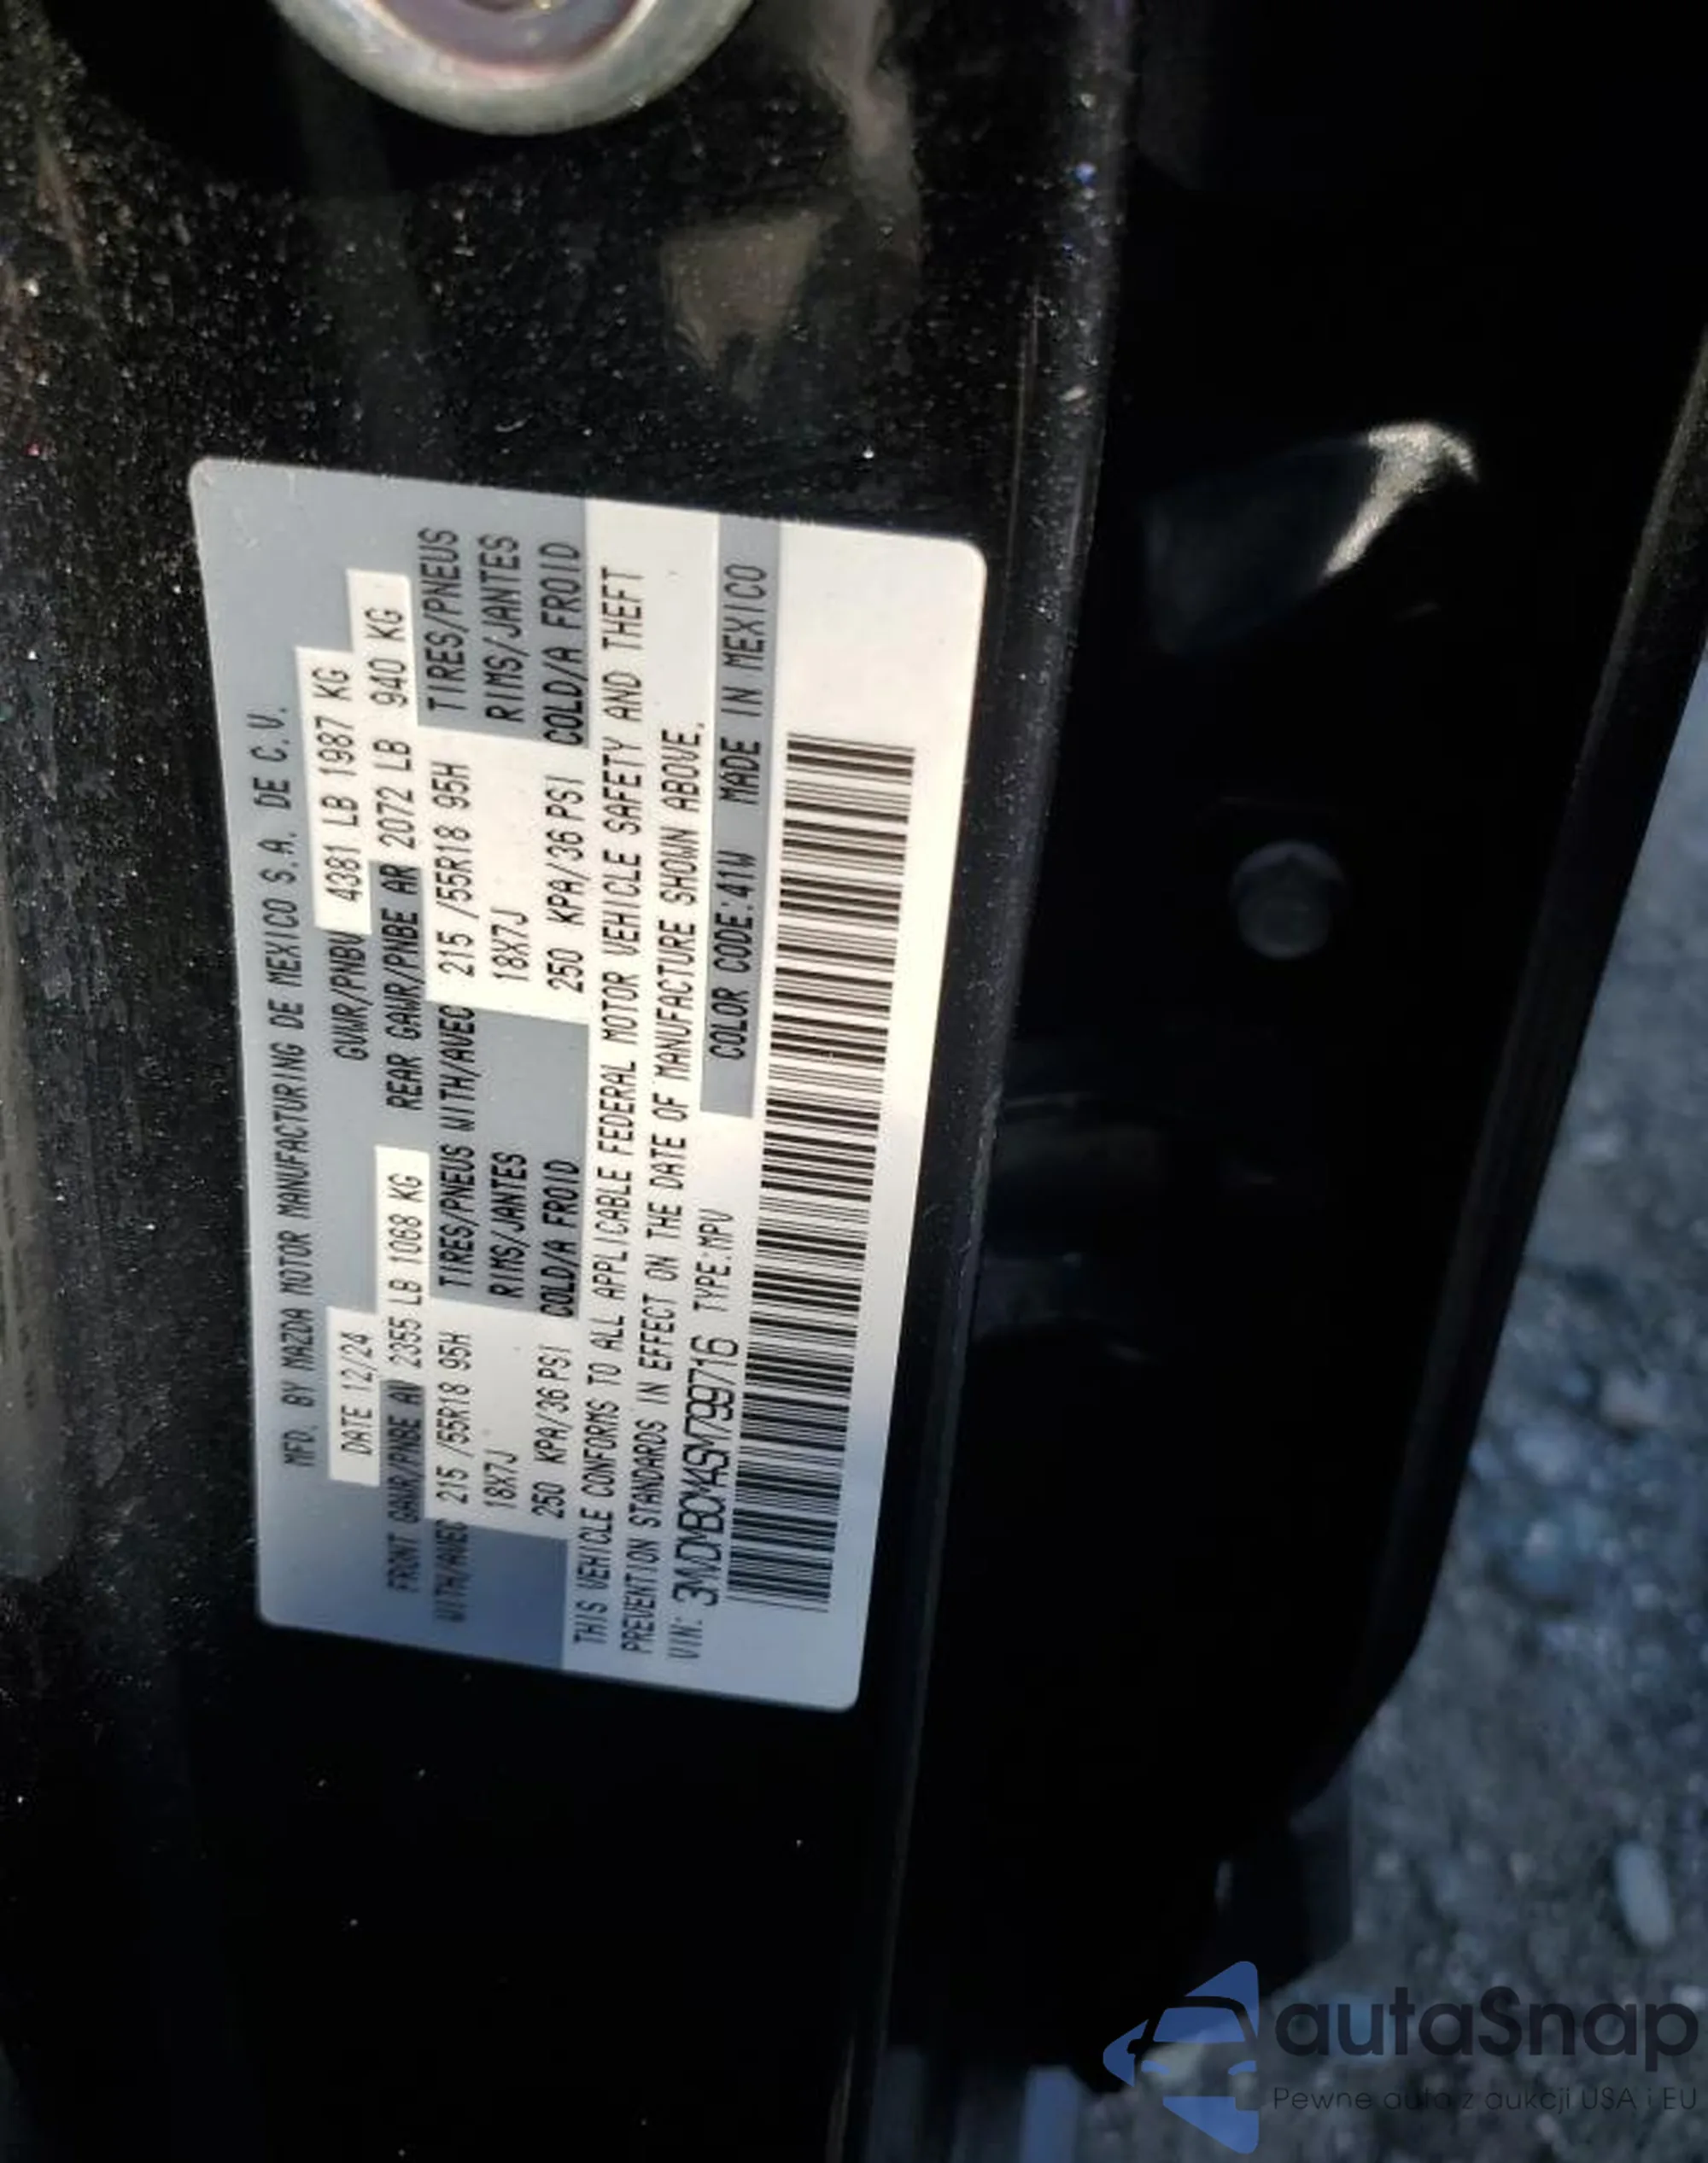 MFD. BY MAZDA MOTOR MANUFACTURING DE MEXICO S.A. DE C.V.
DATE 12/24 GVWR/PNBV 4381 LB 1987 KG
FRONT GAWR/PNBE AV 2355 LB 1068 KG REAR GAWR/PNBE AR 2072 LB 940 KG
WITH/AVEC 215 /55R18 95H TIRES/PNEUS WITH/AVEC 215 /55R18 95H TIRES/PNEUS
18X7J RIMS/JANTES 18X7J RIMS/JANTES
250 KPA/36 PSI COLD/A FROID 250 KPA/36 PSI COLD/A FROID
THIS VEHICLE CONFORMS TO ALL APPLICABLE FEDERAL MOTOR VEHICLE SAFETY AND THEFT
PREVENTION STANDARDS IN EFFECT ON THE DATE OF MANUFACTURE SHOWN ABOVE.
VIN: 3MVDMBCM4SM799716 TYPE:MPV COLOR CODE:41W MADE IN MEXICO
autaSnap
Pewne auta z aukcji USA i EU